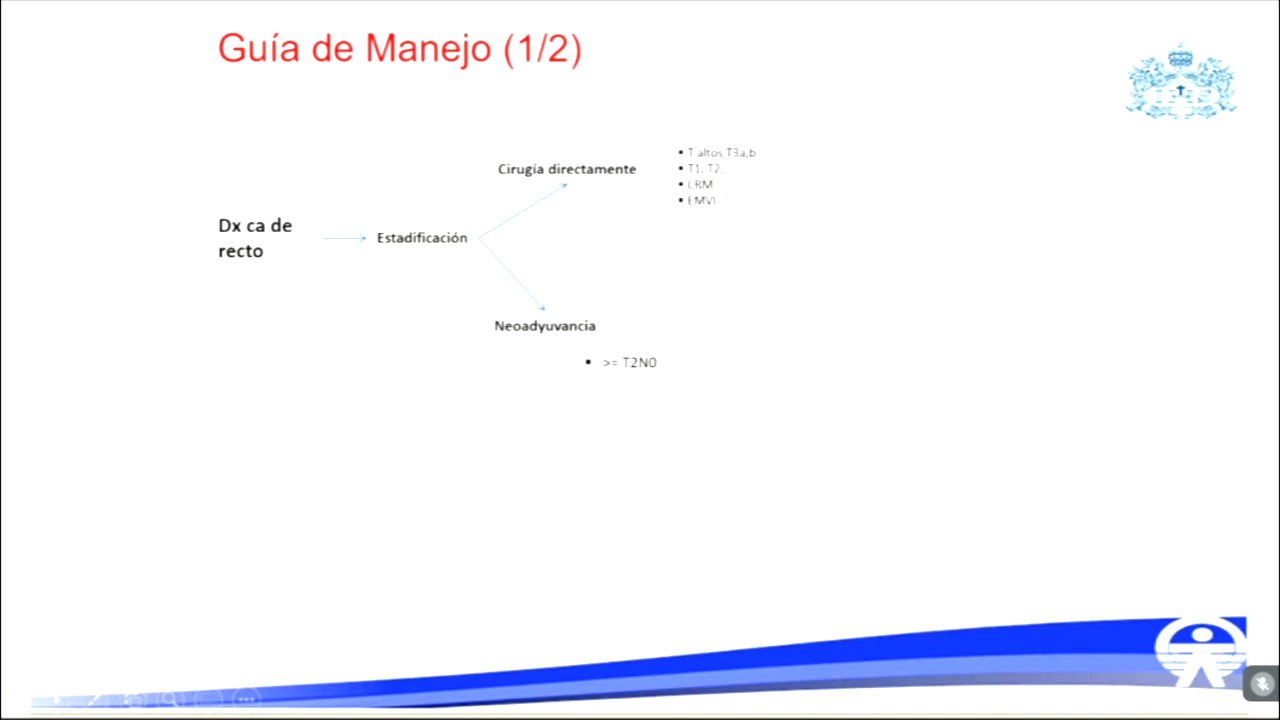 Guía de Manejo (1/2)
Cirugía directamente
• T altos T3a,b
• T1, T2,
• CRM
• EMVI-
Dx ca de
recto
Estadificación
Neoadyuvancia
• >= T2N0